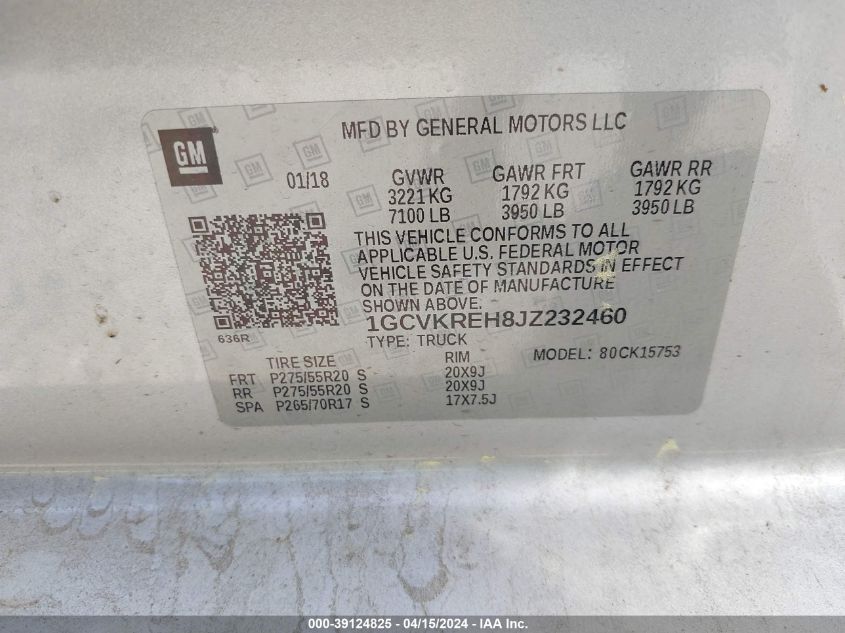 GM
MFD BY GENERAL MOTORS LLC
01/18 GVWR GAWR FRT GAWR RR
3221 KG 1792 KG 1792 KG
7100 LB 3950 LB 3950 LB
THIS VEHICLE CONFORMS TO ALL
APPLICABLE U.S. FEDERAL MOTOR
VEHICLE SAFETY STANDARDS IN EFFECT
ON THE DATE OF MANUFACTURE
SHOWN ABOVE.
1GCVKREH8JZ232460
636R
TYPE: TRUCK MODEL: 80CK15753
TIRE SIZE RIM
FRT P275/55R20 S 20X9J
RR P275/55R20 S 20X9J
SPA P265/70R17 S 17X7.5J
000-39124825 - 04/15/2024 - IAA Inc.